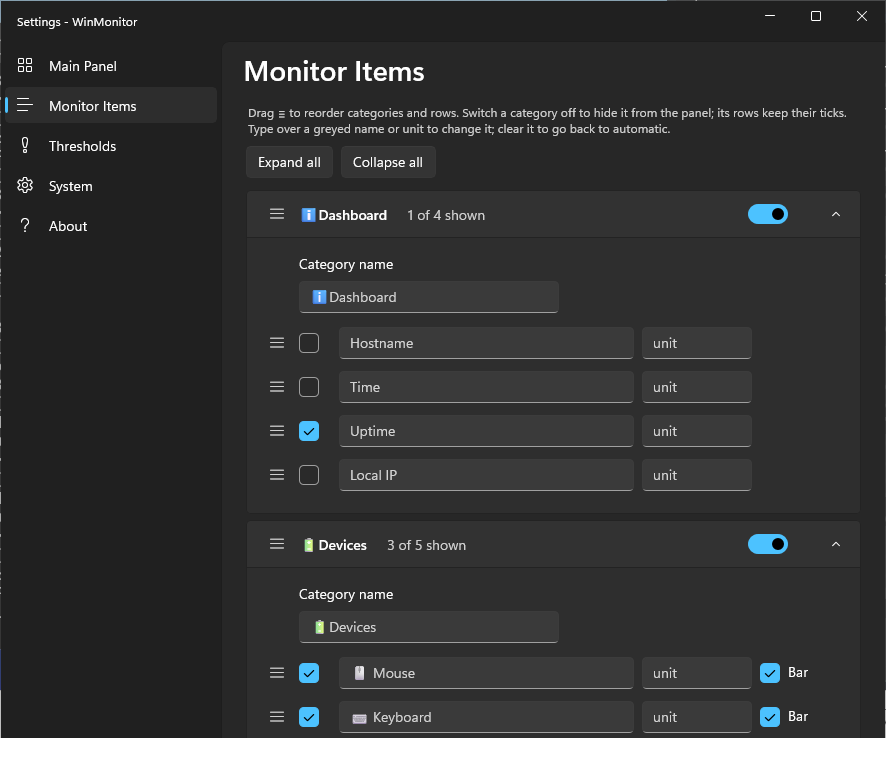 Settings - WinMonitor
Main Panel
Monitor Items
Thresholds
System
About
Monitor Items
Drag ≡ to reorder categories and rows. Switch a category off to hide it from the panel; its rows keep their ticks.
Type over a greyed name or unit to change it; clear it to go back to automatic.
Expand all
Collapse all
ℹ️ Dashboard 1 of 4 shown
Category name
ℹ️ Dashboard
Hostname unit
Time unit
Uptime unit
Local IP unit
🔋 Devices 3 of 5 shown
Category name
🔋 Devices
🖱️ Mouse unit Bar
⌨️ Keyboard unit Bar